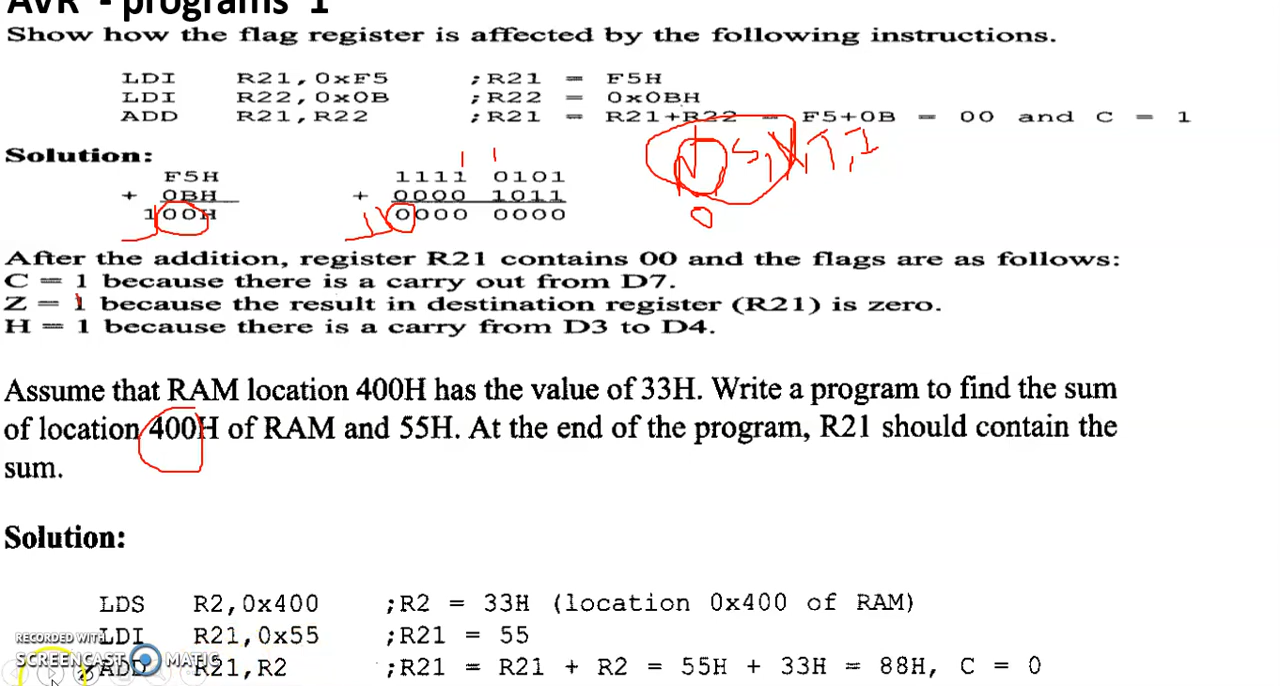 AVR - programs 1
Show how the flag register is affected by the following instructions.
LDI R21,0xF5 ;R21 = F5H
LDI R22,0x0B ;R22 = 0x0BH
ADD R21,R22 ;R21 = R21+R22 = F5+0B = 00 and C = 1
N S, V, T, I
0
Solution:
1 1
F5H 1111 0101
+ 0BH + 0000 1011
100H 1 0000 0000
After the addition, register R21 contains 00 and the flags are as follows:
C = 1 because there is a carry out from D7.
Z = 1 because the result in destination register (R21) is zero.
H = 1 because there is a carry from D3 to D4.
Assume that RAM location 400H has the value of 33H. Write a program to find the sum
of location 400H of RAM and 55H. At the end of the program, R21 should contain the
sum.
Solution:
LDS R2,0x400 ;R2 = 33H (location 0x400 of RAM)
LDI R21,0x55 ;R21 = 55
ADD R21,R2 ;R21 = R21 + R2 = 55H + 33H = 88H, C = 0
RECORDED WITH
SCREENCAST MATIC